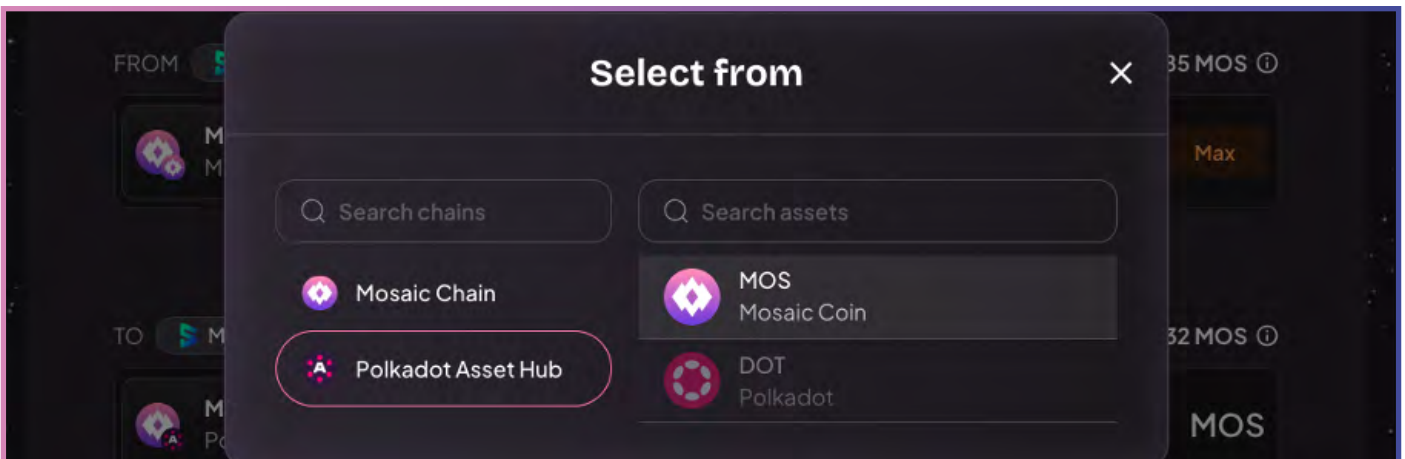 Select from
FROM
35 MOS
Max
Search chains
Search assets
Mosaic Chain
MOS
Mosaic Coin
Polkadot Asset Hub
DOT
Polkadot
TO
32 MOS
MOS